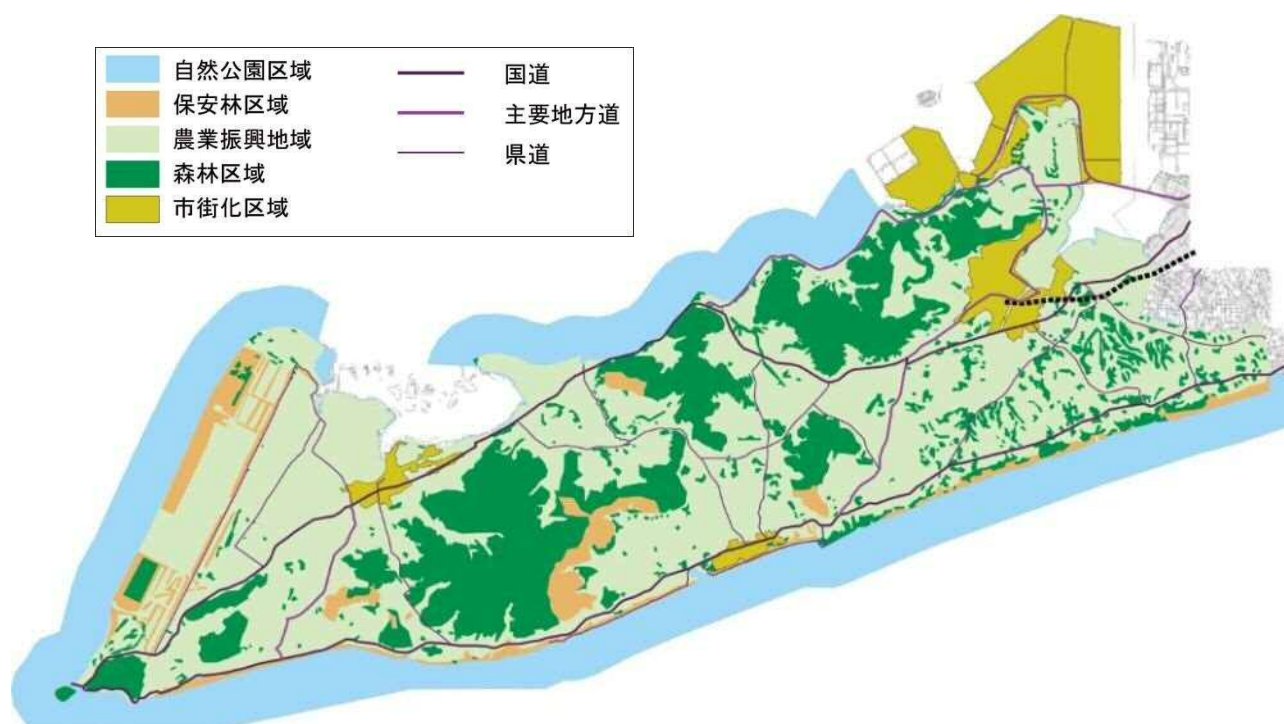 自然公園区域
保安林区域
農業振興地域
森林区域
市街化区域
国道
主要地方道
県道